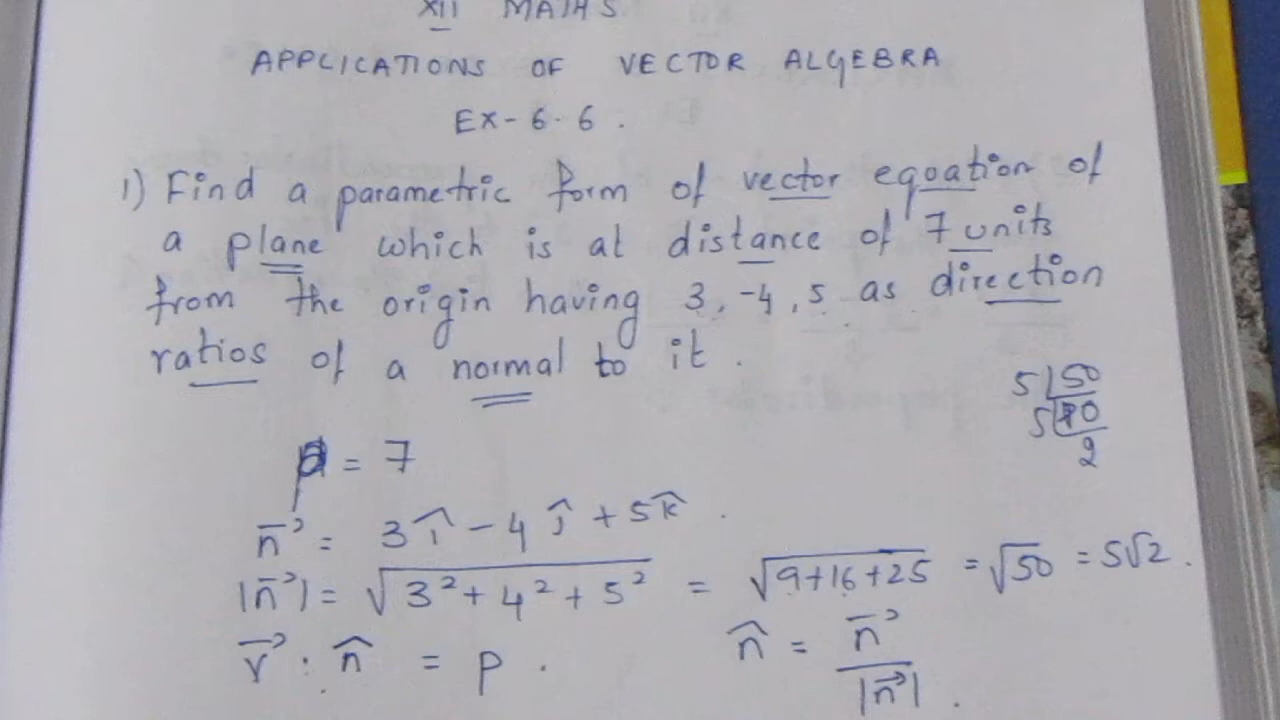 XII MATHS
APPLICATIONS OF VECTOR ALGEBRA
EX-6.6.
1) Find a parametric form of vector equation of
a plane which is at distance of 7 units
from the origin having 3, -4, 5 as direction
ratios of a normal to it.
5 | 50
5 | 10
2
p = 7
n⃗ = 3î - 4ĵ + 5k̂.
|n⃗| = √3²+4²+5² = √9+16+25 = √50 = 5√2.
r⃗ . n̂ = p. n̂ = n⃗ / |n⃗|.